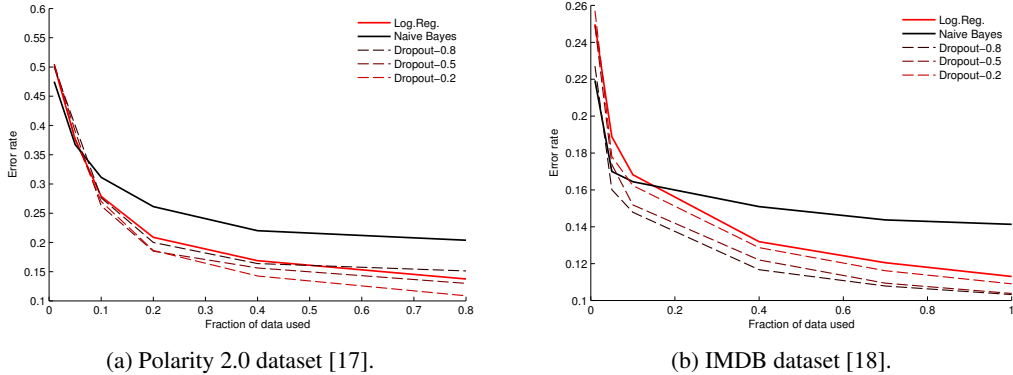 0.6
0.55
0.5
0.45
0.4
0.35
0.3
0.25
0.2
0.15
0.1
Error rate
0 0.1 0.2 0.3 0.4 0.5 0.6 0.7 0.8
Fraction of data used
Log.Reg.
Naive Bayes
Dropout−0.8
Dropout−0.5
Dropout−0.2
(a) Polarity 2.0 dataset [17].
0.26
0.24
0.22
0.2
0.18
0.16
0.14
0.12
0.1
Error rate
0 0.2 0.4 0.6 0.8 1
Fraction of data used
Log.Reg.
Naive Bayes
Dropout−0.8
Dropout−0.5
Dropout−0.2
(b) IMDB dataset [18].